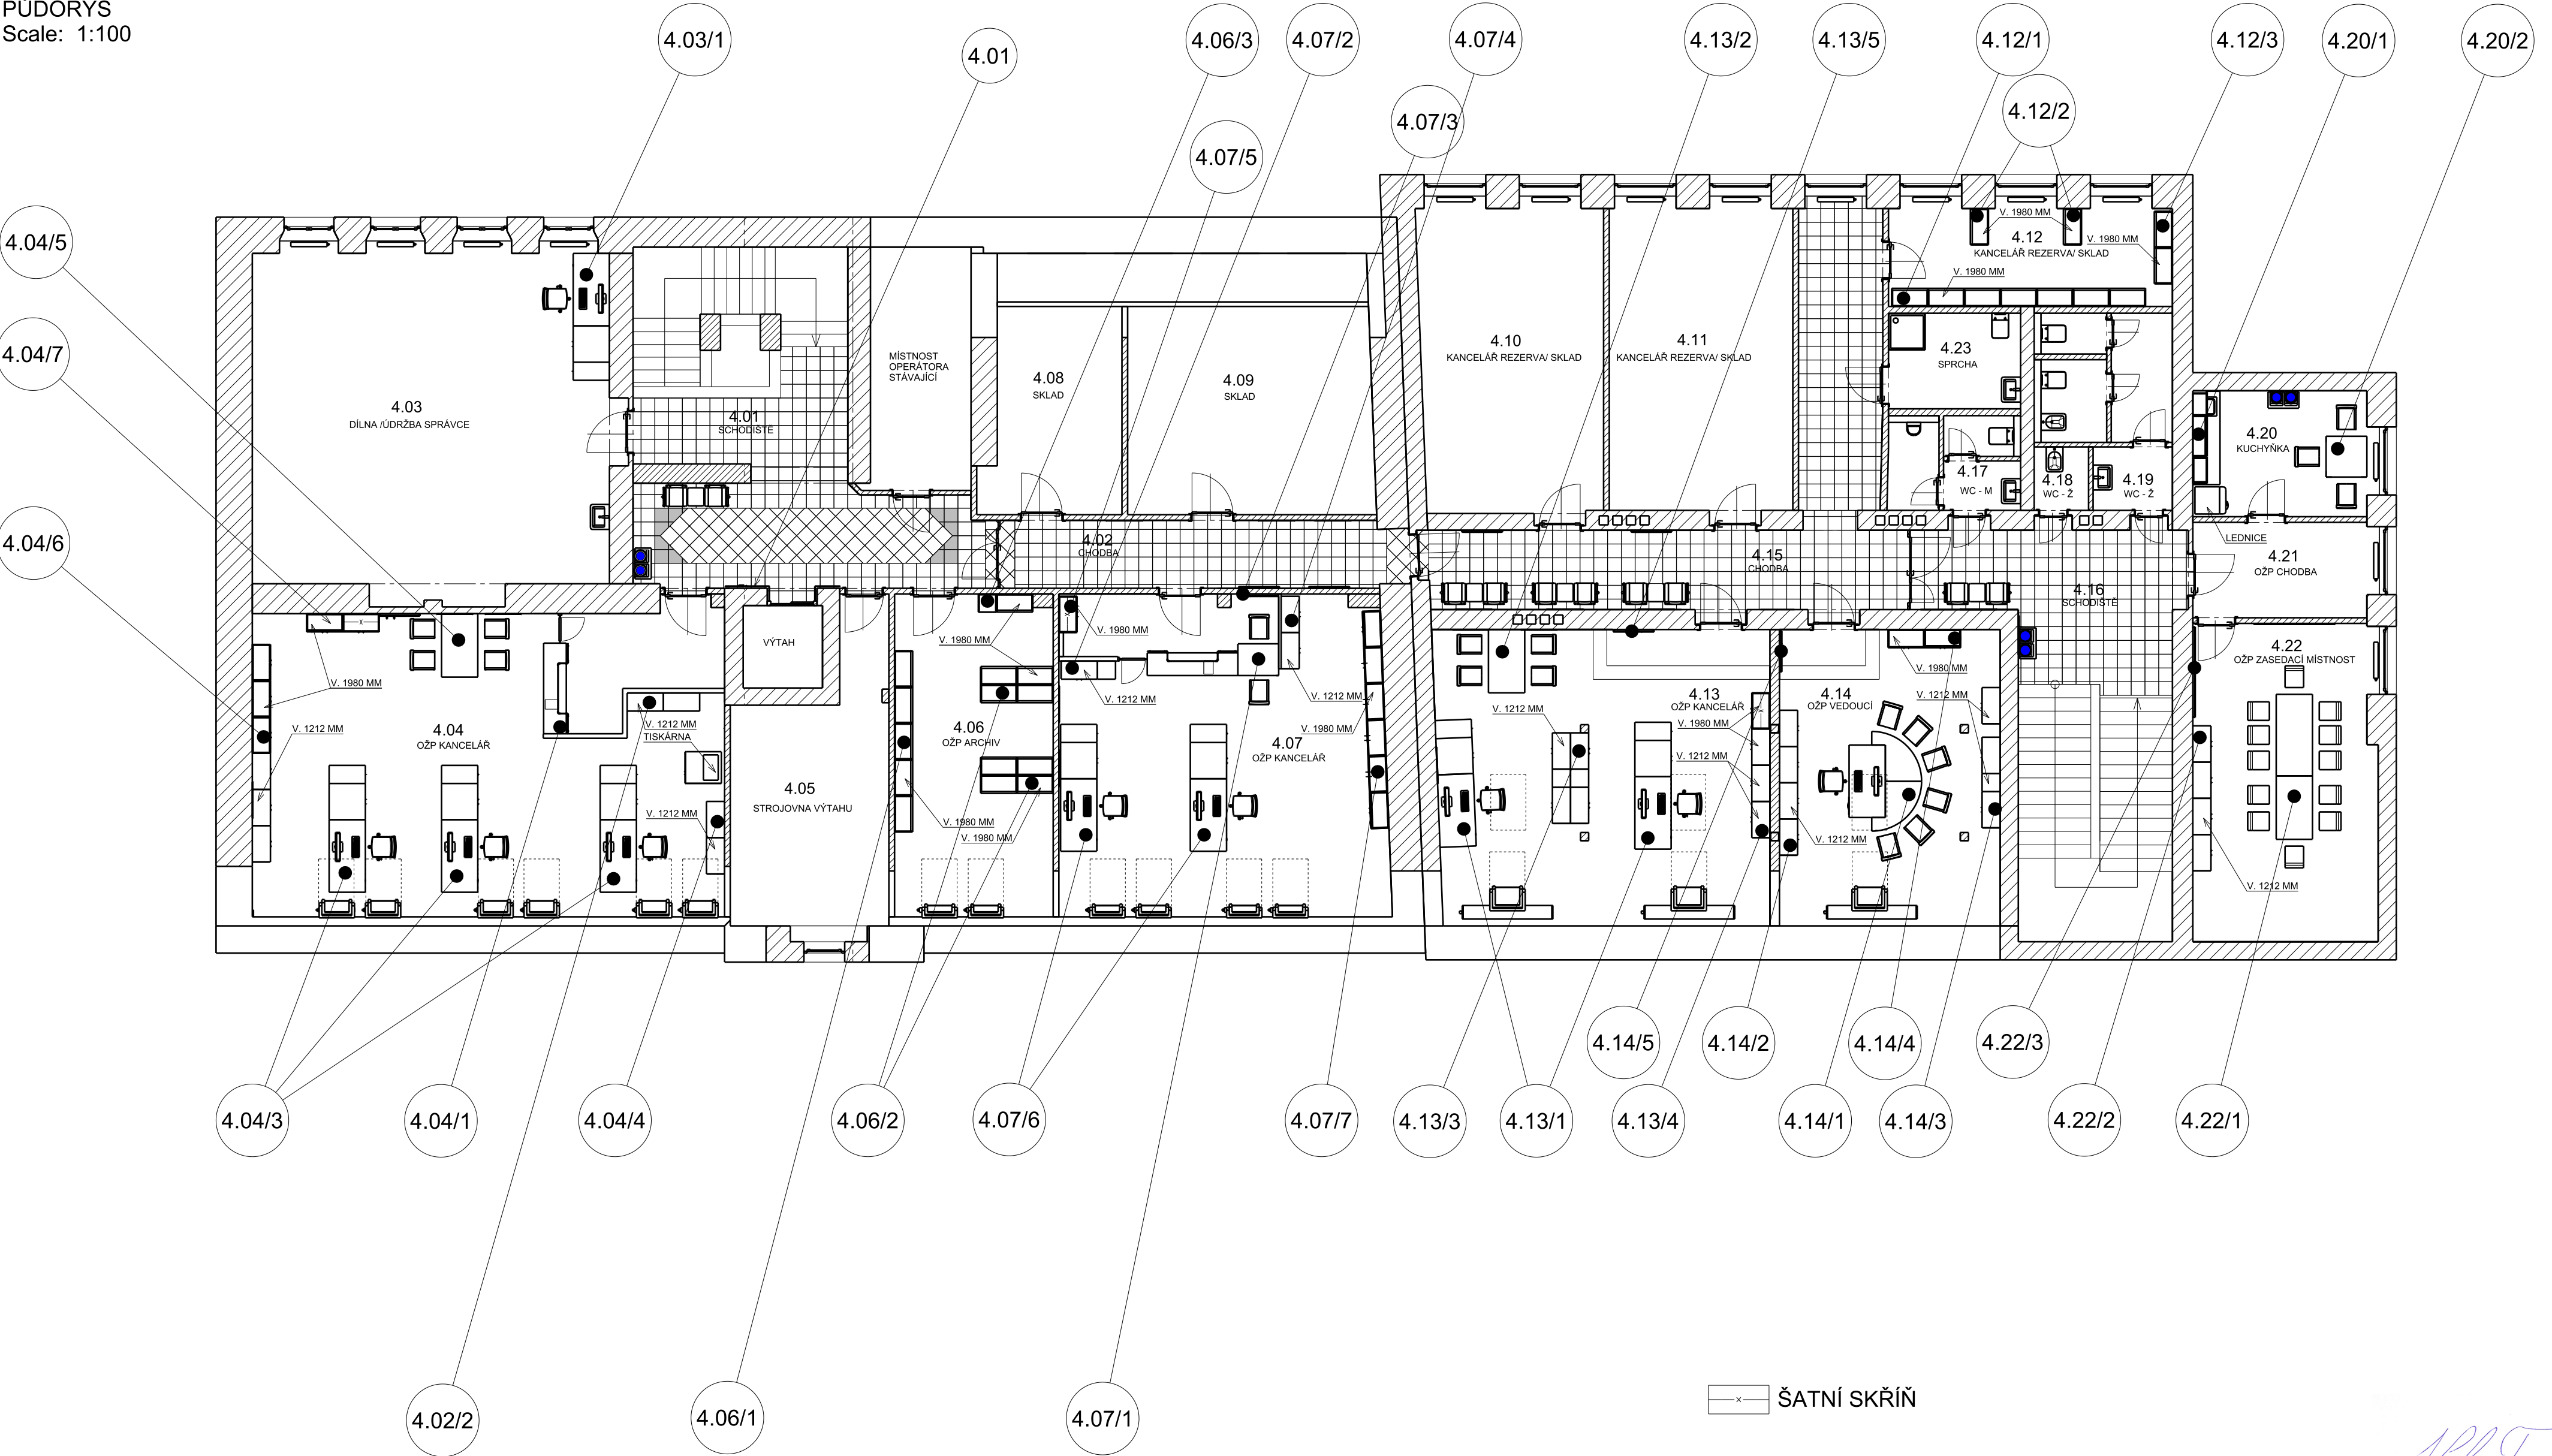 PŮDORYS
Scale: 1:100
4.03/1
4.01
4.06/3
4.07/2
4.07/4
4.13/2
4.13/5
4.12/1
4.12/3
4.20/1
4.20/2
4.07/3
4.12/2
4.07/5
4.04/5
4.04/7
4.04/6
V. 1980 MM
4.12
KANCELÁŘ REZERVA/ SKLAD
V. 1980 MM
V. 1980 MM
4.10
KANCELÁŘ REZERVA/ SKLAD
4.11
KANCELÁŘ REZERVA/ SKLAD
4.23
SPRCHA
MÍSTNOST
OPERÁTORA
STÁVAJÍCÍ
4.08
SKLAD
4.09
SKLAD
4.03
DÍLNA /ÚDRŽBA SPRÁVCE
4.01
SCHODIŠTĚ
4.20
KUCHYŇKA
4.17
WC - M
4.18
WC - Ž
4.19
WC - Ž
LEDNICE
4.02
CHODBA
4.15
CHODBA
4.21
OŽP CHODBA
4.16
SCHODIŠTĚ
V. 1980 MM
V. 1212 MM
4.04
OŽP KANCELÁŘ
V. 1212 MM
TISKÁRNA
V. 1212 MM
VÝTAH
4.05
STROJOVNA VÝTAHU
V. 1980 MM
4.06
OŽP ARCHIV
V. 1980 MM
V. 1980 MM
V. 1980 MM
V. 1212 MM
V. 1212 MM
V. 1980 MM
4.07
OŽP KANCELÁŘ
V. 1212 MM
4.13
OŽP KANCELÁŘ
V. 1980 MM
V. 1212 MM
4.14
OŽP VEDOUCÍ
V. 1980 MM
V. 1212 MM
V. 1212 MM
4.22
OŽP ZASEDACÍ MÍSTNOST
V. 1212 MM
4.14/5
4.14/2
4.14/4
4.22/3
4.04/3
4.04/1
4.04/4
4.06/2
4.07/6
4.07/7
4.13/3
4.13/1
4.13/4
4.14/1
4.14/3
4.22/2
4.22/1
4.02/2
4.06/1
4.07/1
x ŠATNÍ SKŘÍŇ